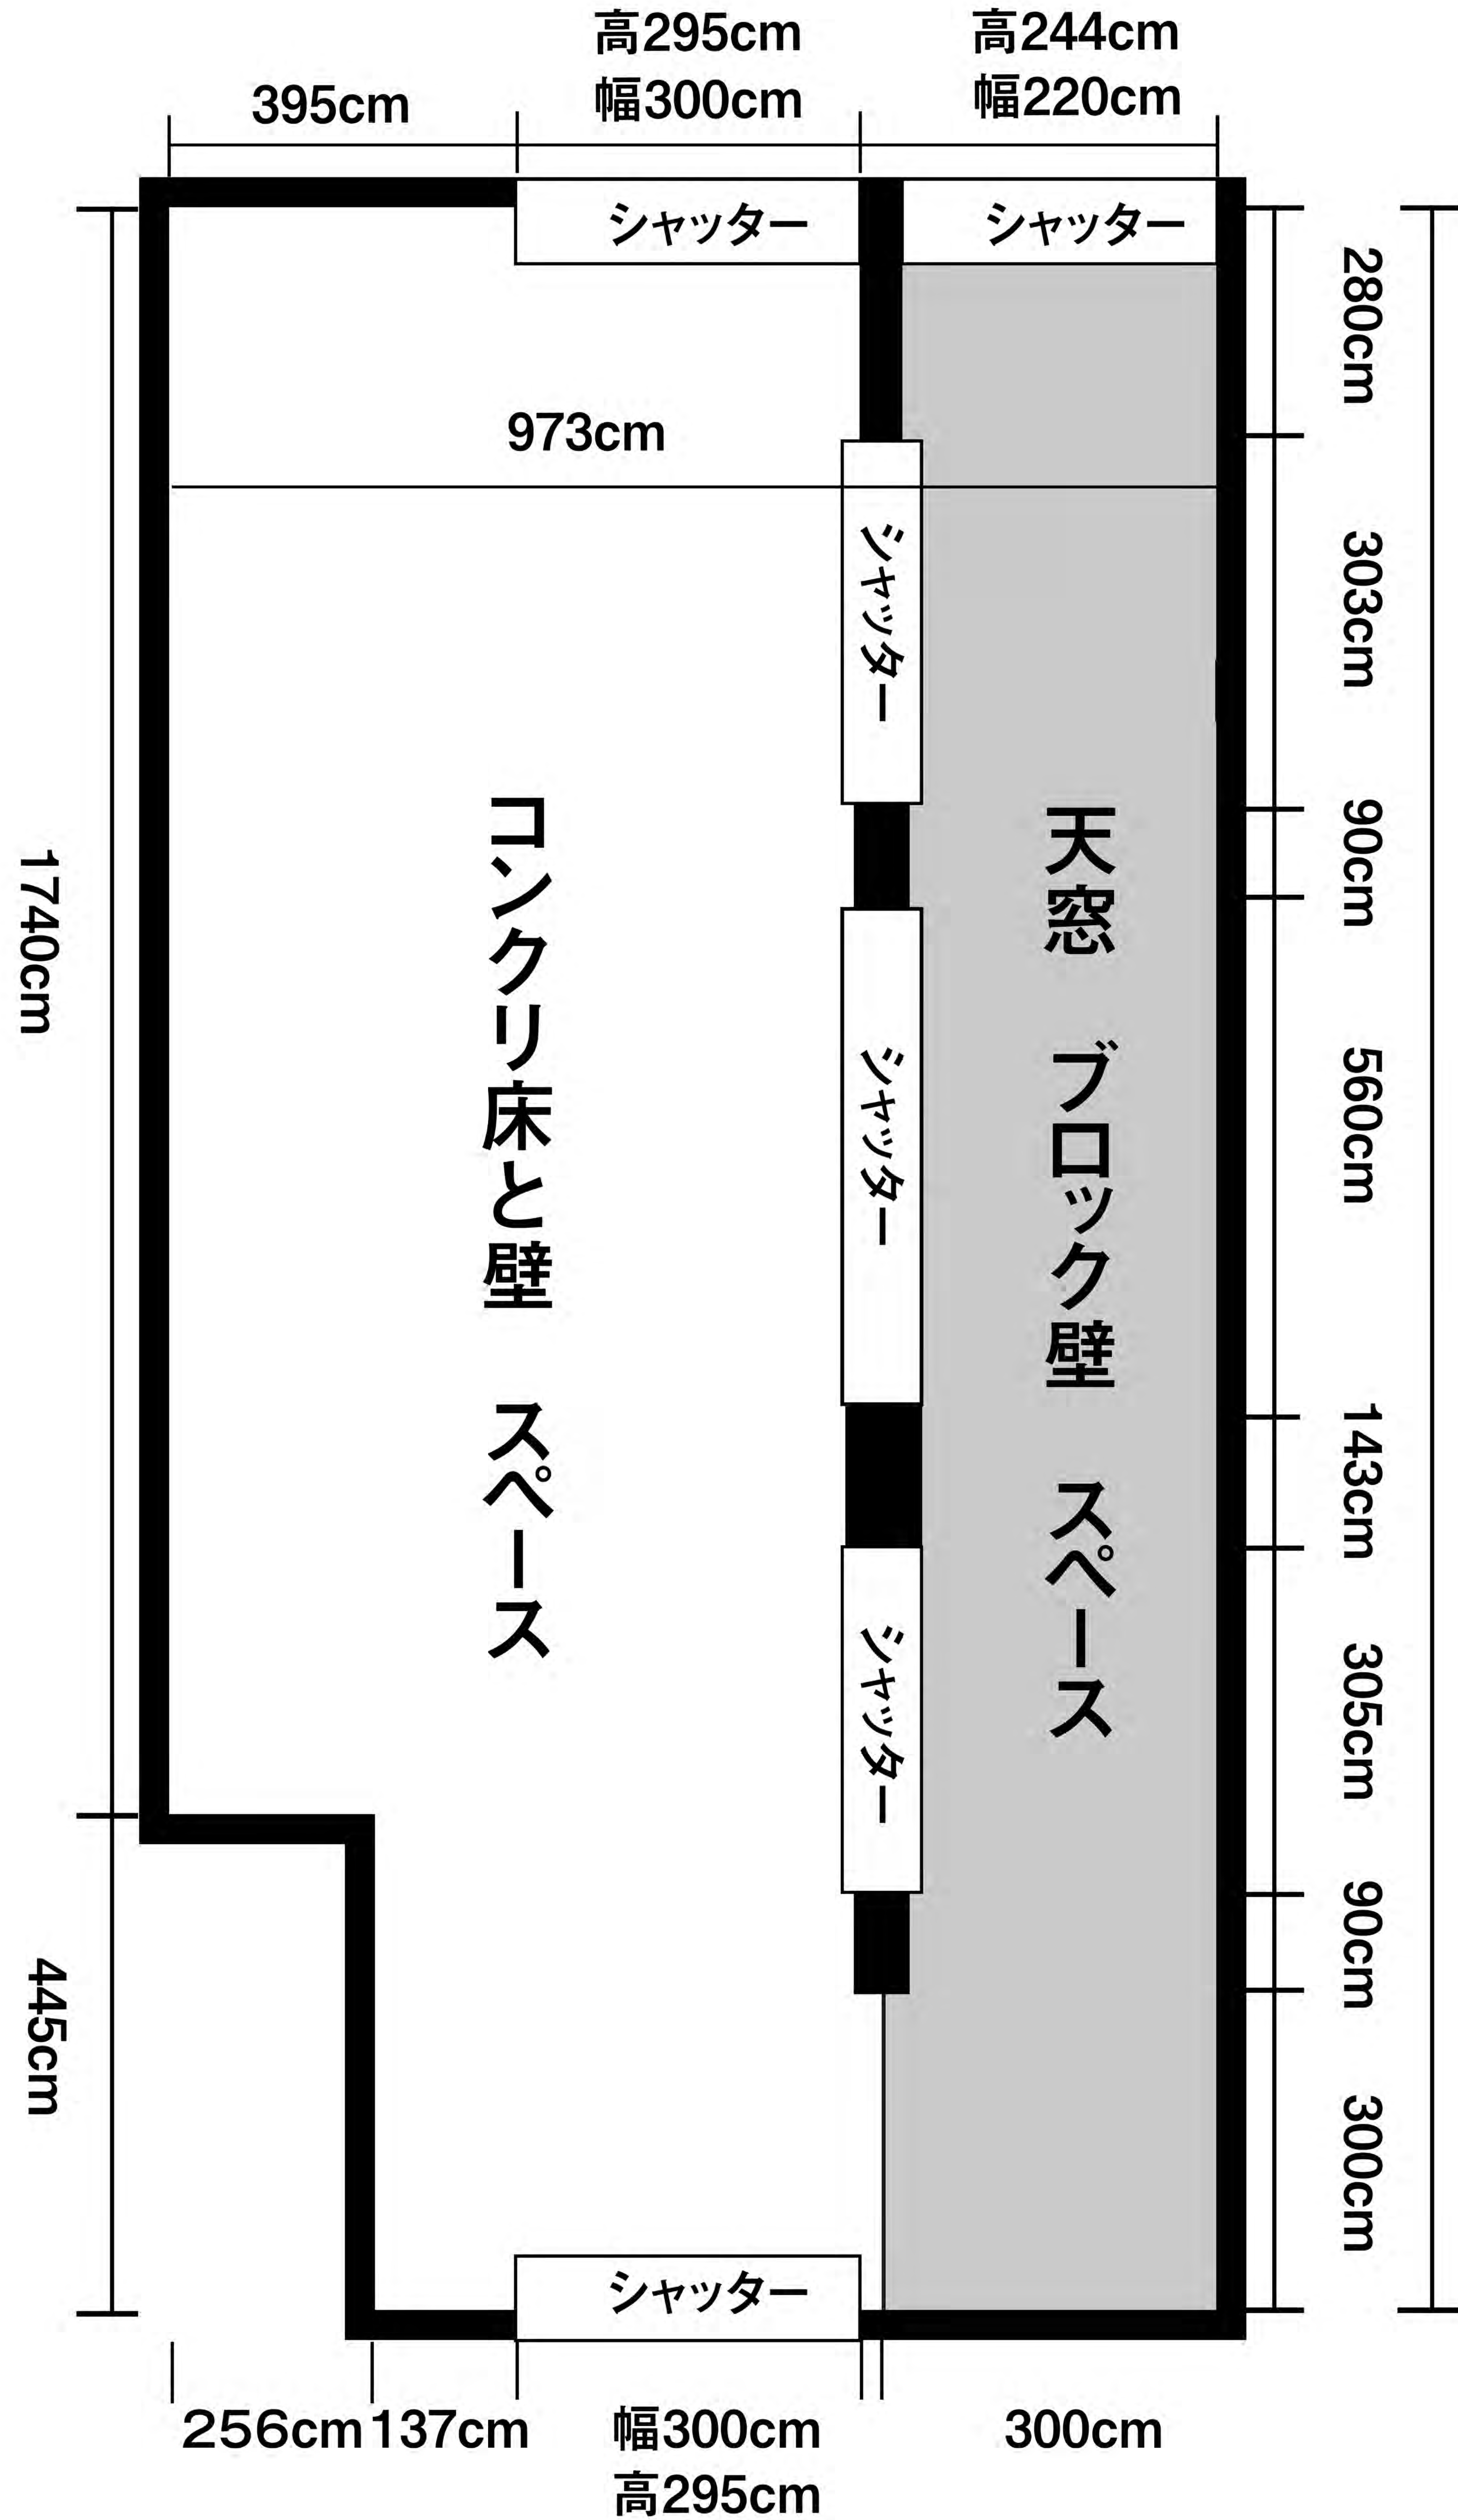 高295cm
幅300cm
高244cm
幅220cm
395cm
シャッター
シャッター
280cm
973cm
シャッター
303cm
90cm
コンクリ床と壁　スペース
天窓　ブロック壁　スペース
1740cm
シャッター
560cm
143cm
シャッター
305cm
90cm
445cm
300cm
シャッター
256cm
137cm
幅300cm
高295cm
300cm